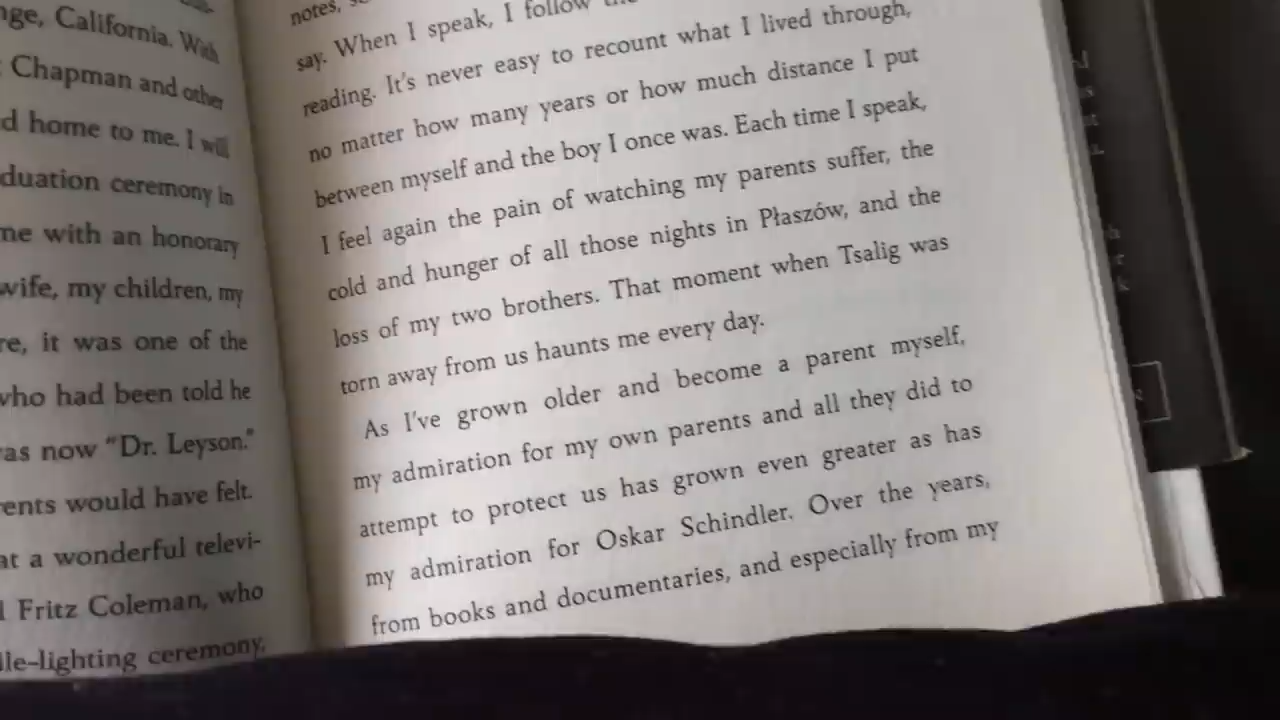 nge, California. With
Chapman and other
d home to me. I will
duation ceremony in
me with an honorary
wife, my children, my
re, it was one of the
who had been told he
as now "Dr. Leyson."
rents would have felt.
at a wonderful televi-
l Fritz Coleman, who
lle-lighting ceremony,
notes,
say. When I speak, I follow
reading. It's never easy to recount what I lived through,
no matter how many years or how much distance I put
between myself and the boy I once was. Each time I speak,
I feel again the pain of watching my parents suffer, the
cold and hunger of all those nights in Płaszów, and the
loss of my two brothers. That moment when Tsalig was
torn away from us haunts me every day.
As I've grown older and become a parent myself,
my admiration for my own parents and all they did to
attempt to protect us has grown even greater as has
my admiration for Oskar Schindler. Over the years,
from books and documentaries, and especially from my